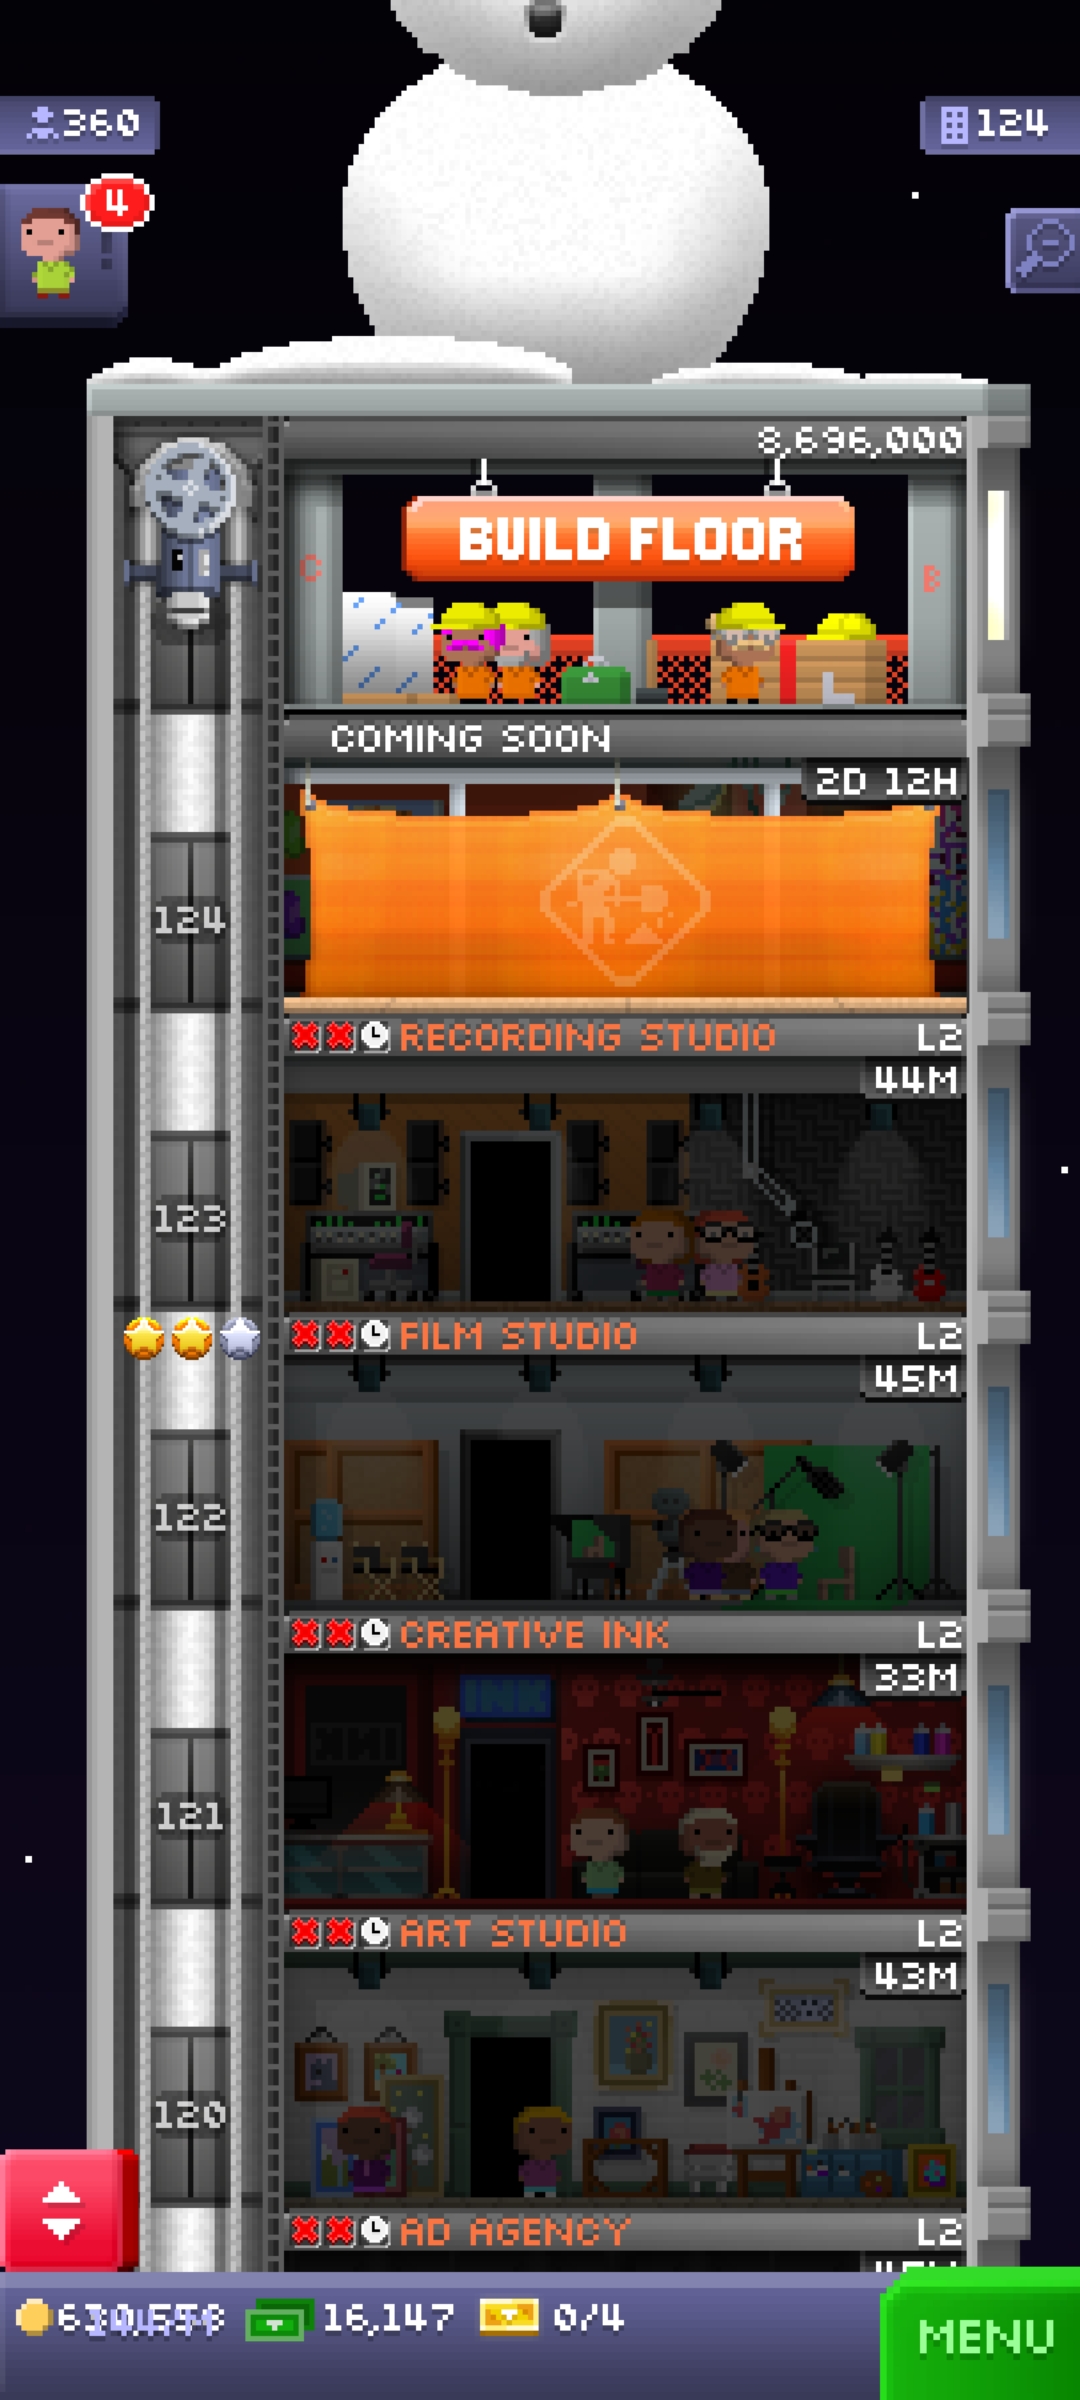 360
124
4
8,696,000
BUILD FLOOR
C
B
COMING SOON
2D 12H
124
RECORDING STUDIO L2
44M
123
FILM STUDIO L2
45M
122
CREATIVE INK L2
33M
INK
INK
121
ART STUDIO L2
43M
120
AD AGENCY L2
16,147
0/4
MENU